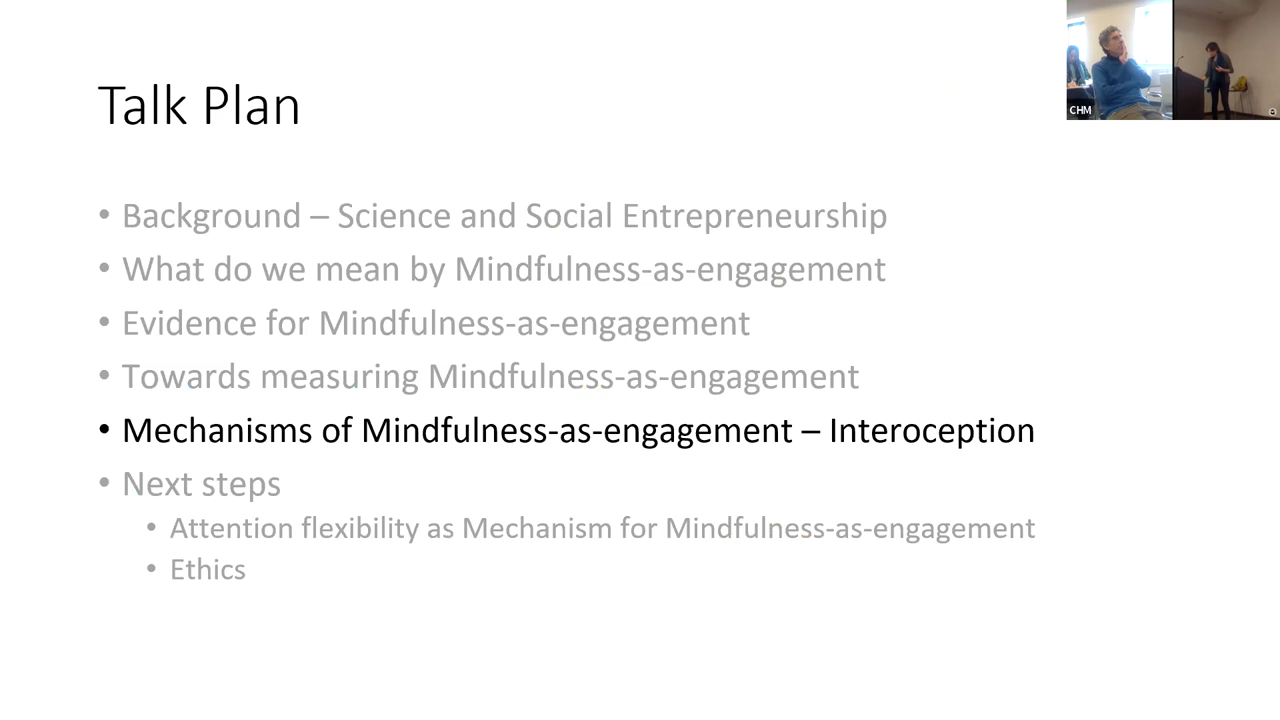 Talk Plan
CHM
• Background – Science and Social Entrepreneurship
• What do we mean by Mindfulness-as-engagement
• Evidence for Mindfulness-as-engagement
• Towards measuring Mindfulness-as-engagement
• Mechanisms of Mindfulness-as-engagement – Interoception
• Next steps
• Attention flexibility as Mechanism for Mindfulness-as-engagement
• Ethics